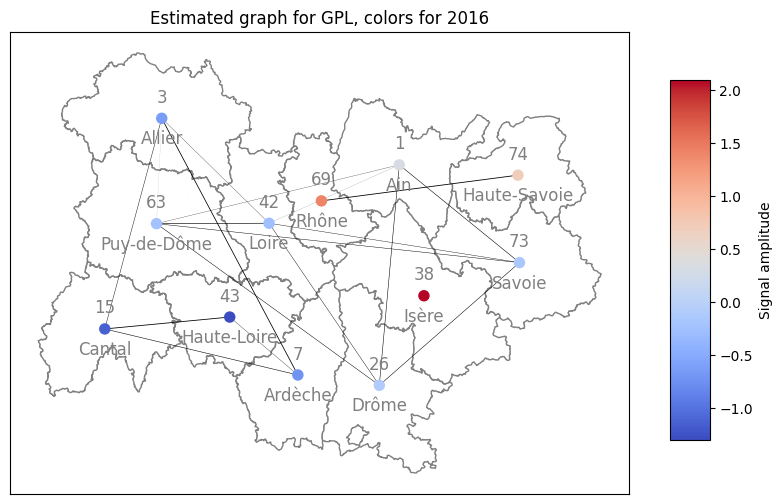 Estimated graph for GPL, colors for 2016
3
Allier
1
Ain
74
Haute-Savoie
69
Rhône
63
Puy-de-Dôme
42
Loire
73
Savoie
38
Isère
15
Cantal
43
Haute-Loire
7
Ardèche
26
Drôme
2.0
1.5
1.0
0.5
0.0
−0.5
−1.0
Signal amplitude